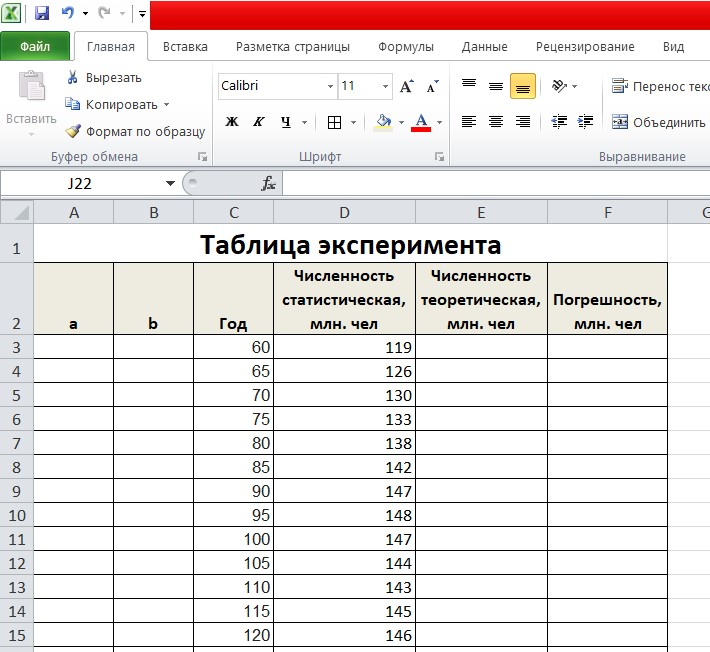 Файл Главная Вставка Разметка страницы Формулы Данные Рецензирование Вид
Вставить
Вырезать
Копировать
Формат по образцу
Буфер обмена
Calibri 11
Ж К Ч А
Шрифт
Перенос тек
Объединить
Выравнивание
J22 fx
A B C D E F G
1 Таблица эксперимента
Численность Численность
статистическая, теоретическая, Погрешность,
2 a b Год млн. чел млн. чел млн. чел
3 60 119
4 65 126
5 70 130
6 75 133
7 80 138
8 85 142
9 90 147
10 95 148
11 100 147
12 105 144
13 110 143
14 115 145
15 120 146